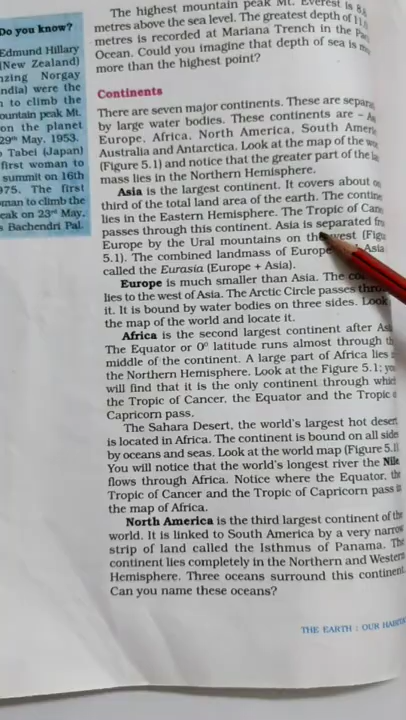 Do you know?
Edmund Hillary
(New Zealand)
Norgay
were the
to climb the
peak Mt.
on the planet
29th May, 1953.
Tabei (Japan)
first woman to
summit on 16th
The first
to climb the
on 23rd May,
Bachendri Pal.
The highest mountain peak Mt. Everest is
metres above the sea level. The greatest depth of
metres is recorded at Mariana Trench in the
Ocean. Could you imagine that depth of sea is
more than the highest point?
Continents
There are seven major continents. These are
by large water bodies. These continents are –
Europe, Africa, North America, South
Australia and Antarctica. Look at the map of the
(Figure 5.1) and notice that the greater part of the
mass lies in the Northern Hemisphere.
Asia is the largest continent. It covers about
third of the total land area of the earth. The
lies in the Eastern Hemisphere. The Tropic of
passes through this continent. Asia is separated
Europe by the Ural mountains on the west
5.1). The combined landmass of Europe Asia
called the Eurasia (Europe + Asia).
Europe is much smaller than Asia. The
lies to the west of Asia. The Arctic Circle passes
it. It is bound by water bodies on three sides. Look
the map of the world and locate it.
Africa is the second largest continent after
The Equator or 0° latitude runs almost through
middle of the continent. A large part of Africa lies
the Northern Hemisphere. Look at the Figure 5.1;
will find that it is the only continent through
the Tropic of Cancer, the Equator and the Tropic
Capricorn pass.
The Sahara Desert, the world's largest hot desert,
is located in Africa. The continent is bound on all sides
by oceans and seas. Look at the world map (Figure 5.1).
You will notice that the world's longest river the Nile
flows through Africa. Notice where the Equator, the
Tropic of Cancer and the Tropic of Capricorn pass
the map of Africa.
North America is the third largest continent of the
world. It is linked to South America by a very narrow
strip of land called the Isthmus of Panama. The
continent lies completely in the Northern and Western
Hemisphere. Three oceans surround this continent.
Can you name these oceans?
THE EARTH : OUR